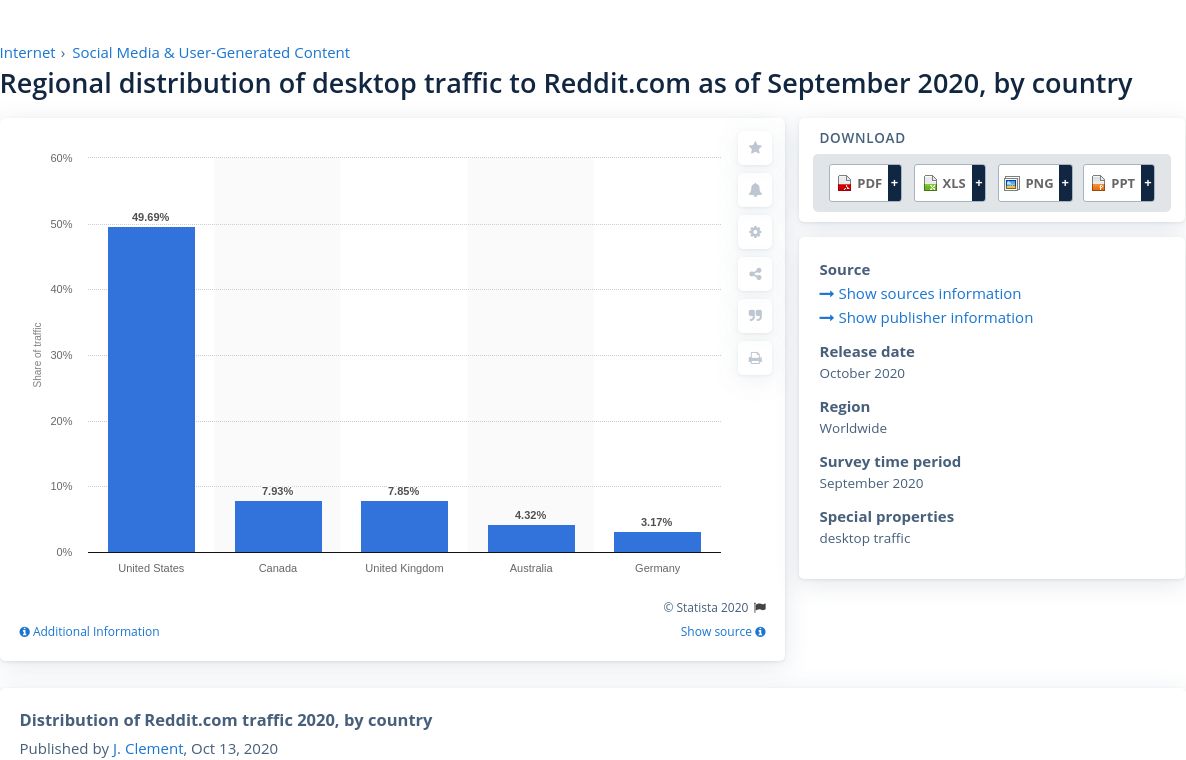 Internet › Social Media & User-Generated Content
Regional distribution of desktop traffic to Reddit.com as of September 2020, by country
60%
50%
40%
30%
20%
10%
0%
Share of traffic
49.69%
7.93%
7.85%
4.32%
3.17%
United States
Canada
United Kingdom
Australia
Germany
© Statista 2020
Additional Information
Show source
DOWNLOAD
PDF +
XLS +
PNG +
PPT +
Source
Show sources information
Show publisher information
Release date
October 2020
Region
Worldwide
Survey time period
September 2020
Special properties
desktop traffic
Distribution of Reddit.com traffic 2020, by country
Published by J. Clement, Oct 13, 2020